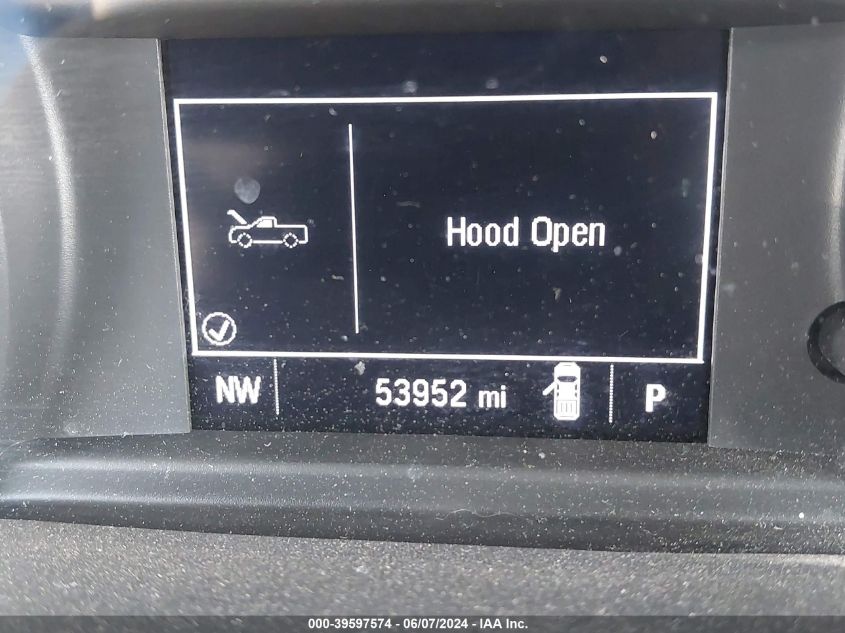 Hood Open
NW 53952 mi P
000-39597574 - 06/07/2024 - IAA Inc.